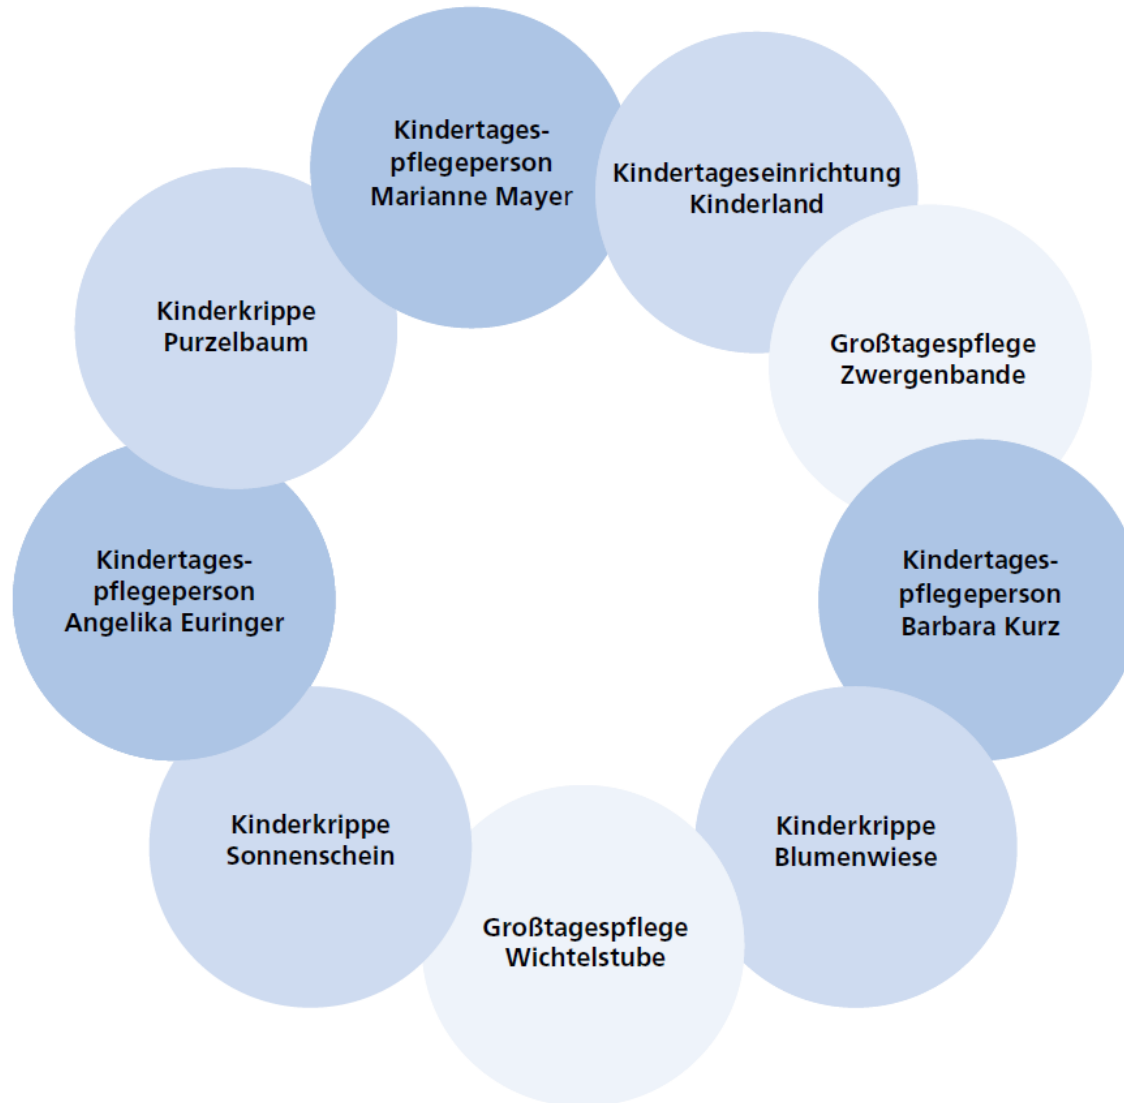 Kindertages-
pflegeperson
Marianne Mayer
Kindertageseinrichtung
Kinderland
Großtagespflege
Zwergenbande
Kindertages-
pflegeperson
Barbara Kurz
Kinderkrippe
Blumenwiese
Großtagespflege
Wichtelstube
Kinderkrippe
Sonnenschein
Kindertages-
pflegeperson
Angelika Euringer
Kinderkrippe
Purzelbaum